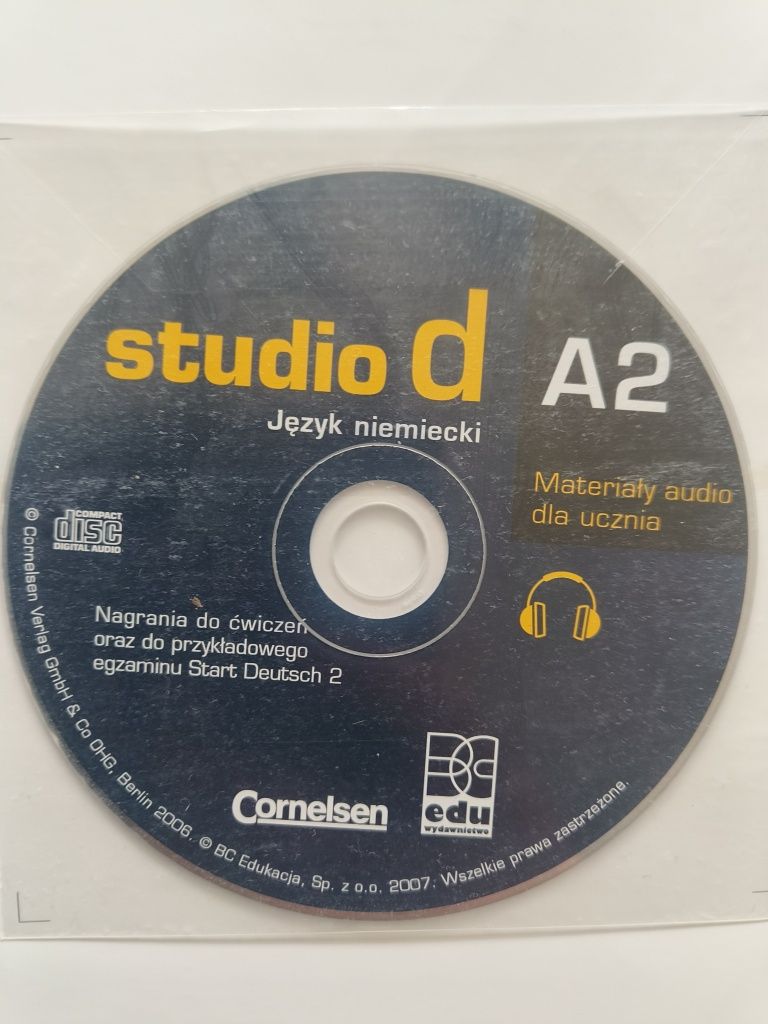 studio d A2
Język niemiecki
Materiały audio
dla ucznia
COMPACT
disc
DIGITAL AUDIO
Nagrania do ćwiczeń
oraz do przykładowego
egzaminu Start Deutsch 2
Cornelsen
BC
edu
wydawnictwo
© Cornelsen Verlag GmbH & Co OHG, Berlin 2006. © BC Edukacja, Sp. z o.o. 2007. Wszelkie prawa zastrzeżone.